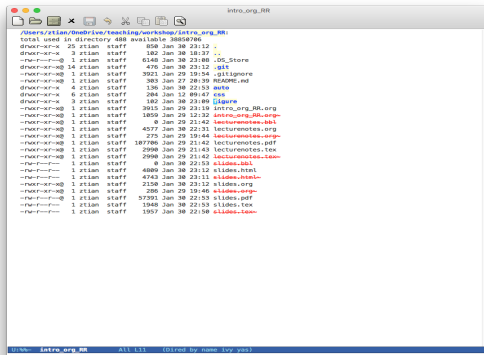 intro_org_RR
/Users/ztian/OneDrive/teaching/workshop/intro_org_RR:
total used in directory 488 available 38850706
drwxr-xr-x 25 ztian staff 850 Jan 30 23:12 .
drwxr-xr-x 3 ztian staff 102 Jan 30 18:37 ..
-rw-r--r--@ 1 ztian staff 6148 Jan 30 23:08 .DS_Store
drwxr-xr-x@ 14 ztian staff 476 Jan 30 23:12 .git
-rwxr-xr-x@ 1 ztian staff 3921 Jan 29 19:54 .gitignore
-rwxr-xr-x@ 1 ztian staff 303 Jan 27 20:39 README.md
drwxr-xr-x 4 ztian staff 136 Jan 30 22:53 auto
drwxr-xr-x 6 ztian staff 204 Jan 12 09:47 css
drwxr-xr-x 3 ztian staff 102 Jan 30 23:09 figure
-rwxr-xr-x@ 1 ztian staff 3915 Jan 29 23:19 intro_org_RR.org
-rwxr-xr-x@ 1 ztian staff 1059 Jan 29 12:32 intro_org_RR.org~
-rwxr-xr-x@ 1 ztian staff 0 Jan 29 21:42 lecturenotes.bbl
-rwxr-xr-x@ 1 ztian staff 4577 Jan 30 22:31 lecturenotes.org
-rwxr-xr-x@ 1 ztian staff 275 Jan 29 19:44 lecturenotes.org~
-rwxr-xr-x@ 1 ztian staff 107706 Jan 29 21:42 lecturenotes.pdf
-rwxr-xr-x@ 1 ztian staff 2990 Jan 29 21:43 lecturenotes.tex
-rwxr-xr-x@ 1 ztian staff 2990 Jan 29 21:42 lecturenotes.tex~
-rw-r--r-- 1 ztian staff 0 Jan 30 22:53 slides.bbl
-rw-r--r-- 1 ztian staff 4809 Jan 30 23:12 slides.html
-rw-r--r-- 1 ztian staff 4743 Jan 30 23:11 slides.html~
-rwxr-xr-x@ 1 ztian staff 2150 Jan 30 23:12 slides.org
-rwxr-xr-x@ 1 ztian staff 286 Jan 29 19:46 slides.org~
-rw-r--r--@ 1 ztian staff 57391 Jan 30 22:53 slides.pdf
-rw-r--r-- 1 ztian staff 1948 Jan 30 22:53 slides.tex
-rw-r--r-- 1 ztian staff 1957 Jan 30 22:50 slides.tex~
U:%%- intro_org_RR All L11 (Dired by name ivy yas)